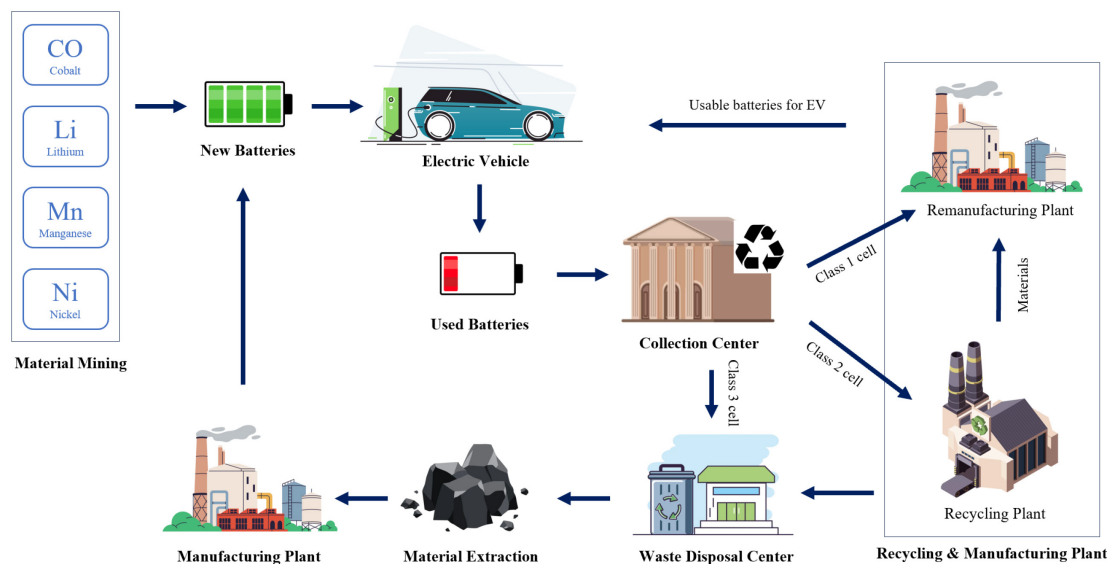 CO
Cobalt
Li
Lithium
Mn
Manganese
Ni
Nickel
Material Mining
New Batteries
Electric Vehicle
Usable batteries for EV
Remanufacturing Plant
Used Batteries
Collection Center
Class 1 cell
Class 2 cell
Class 3 cell
Materials
Recycling Plant
Recycling & Manufacturing Plant
Waste Disposal Center
Material Extraction
Manufacturing Plant